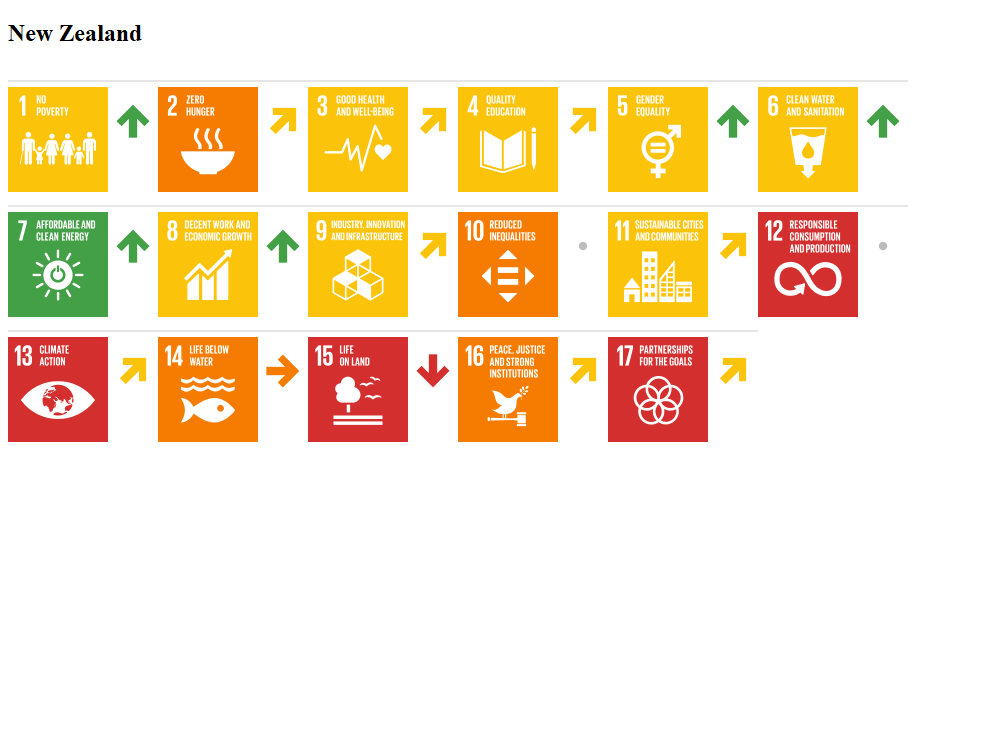 New Zealand
1 NO
POVERTY
2 ZERO
HUNGER
3 GOOD HEALTH
AND WELL-BEING
4 QUALITY
EDUCATION
5 GENDER
EQUALITY
6 CLEAN WATER
AND SANITATION
7 AFFORDABLE AND
CLEAN ENERGY
8 DECENT WORK AND
ECONOMIC GROWTH
9 INDUSTRY, INNOVATION
AND INFRASTRUCTURE
10 REDUCED
INEQUALITIES
11 SUSTAINABLE CITIES
AND COMMUNITIES
12 RESPONSIBLE
CONSUMPTION
AND PRODUCTION
13 CLIMATE
ACTION
14 LIFE BELOW
WATER
15 LIFE
ON LAND
16 PEACE, JUSTICE
AND STRONG
INSTITUTIONS
17 PARTNERSHIPS
FOR THE GOALS